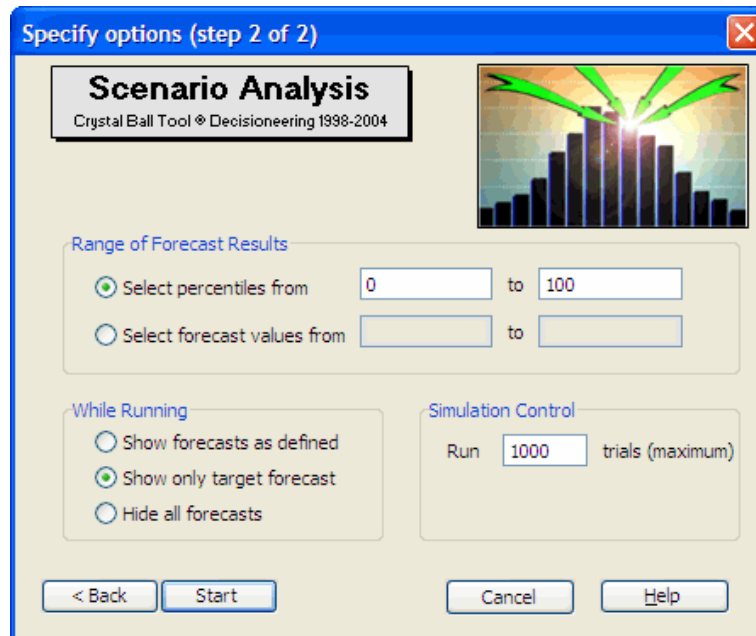 Specify options (step 2 of 2)
Scenario Analysis
Crystal Ball Tool ® Decisioneering 1998-2004
Range of Forecast Results
Select percentiles from 0 to 100
Select forecast values from to
While Running
Show forecasts as defined
Show only target forecast
Hide all forecasts
Simulation Control
Run 1000 trials (maximum)
< Back Start Cancel Help